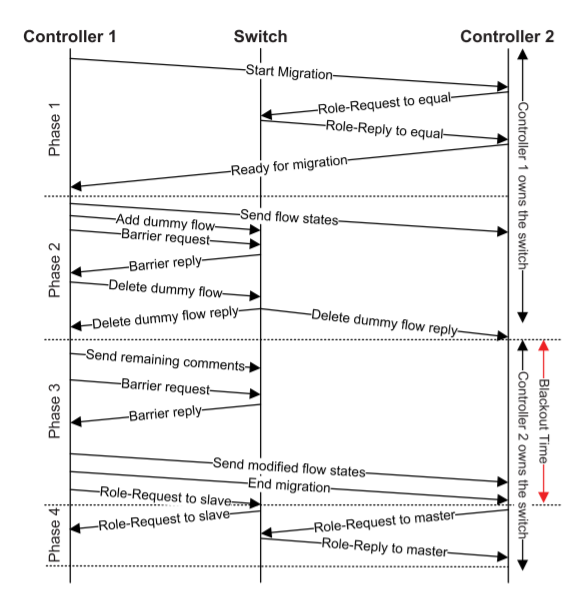 Controller 1
Switch
Controller 2
Phase 1
Start Migration
Role-Request to equal
Role-Reply to equal
Ready for migration
Controller 1 owns the switch
Phase 2
Send flow states
Add dummy flow
Barrier request
Barrier reply
Delete dummy flow
Delete dummy flow reply
Delete dummy flow reply
Phase 3
Send remaining comments
Barrier request
Barrier reply
Send modified flow states
End migration
Role-Request to slave
Controller 2 owns the switch
Blackout Time
Phase 4
Role-Request to slave
Role-Request to master
Role-Reply to master